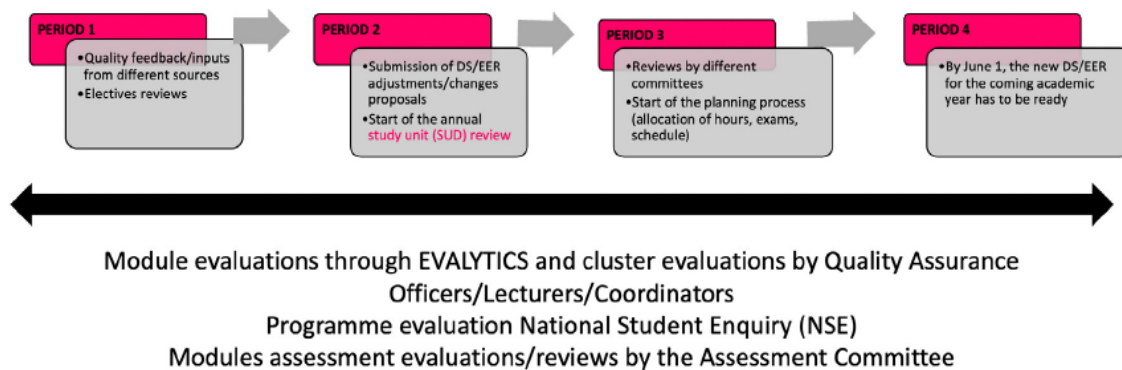 PERIOD 1
•Quality feedback/inputs
from different sources
•Electives reviews
PERIOD 2
•Submission of DS/EER
adjustments/changes
proposals
•Start of the annual
study unit (SUD) review
PERIOD 3
•Reviews by different
committees
•Start of the planning process
(allocation of hours, exams,
schedule)
PERIOD 4
•By June 1, the new DS/EER
for the coming academic
year has to be ready
Module evaluations through EVALYTICS and cluster evaluations by Quality Assurance
Officers/Lecturers/Coordinators
Programme evaluation National Student Enquiry (NSE)
Modules assessment evaluations/reviews by the Assessment Committee